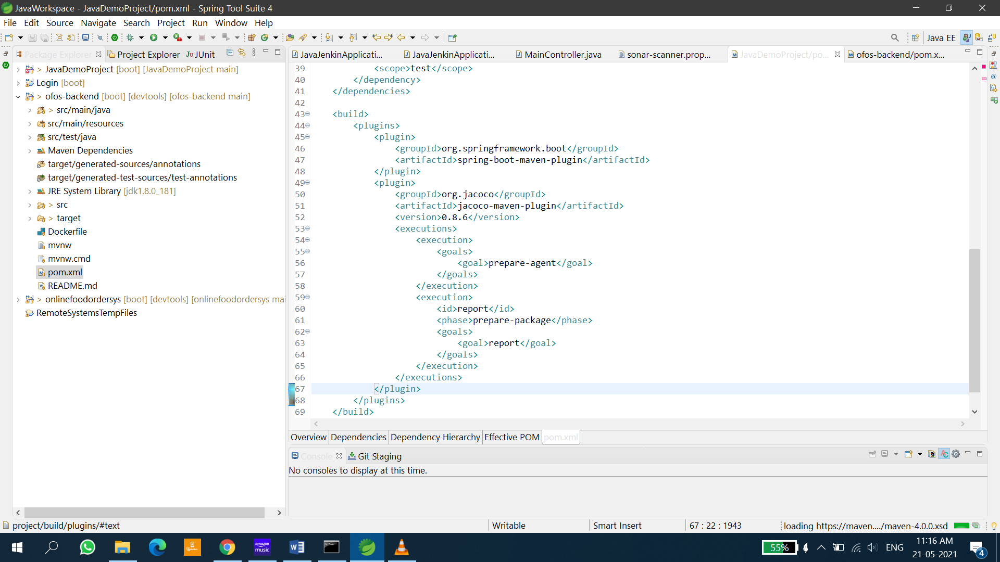 JavaWorkspace - JavaDemoProject/pom.xml - Spring Tool Suite 4
File Edit Source Navigate Search Project Run Window Help
Java EE
Package Explorer
Project Explorer
JUnit
JavaDemoProject [boot] [JavaDemoProject main]
Login [boot]
ofos-backend [boot] [devtools] [ofos-backend main]
src/main/java
src/main/resources
src/test/java
Maven Dependencies
target/generated-sources/annotations
target/generated-test-sources/test-annotations
JRE System Library [jdk1.8.0_181]
src
target
Dockerfile
mvnw
mvnw.cmd
pom.xml
README.md
onlinefoodordersys [boot] [devtools] [onlinefoodordersys mai
RemoteSystemsTempFiles
JavaJenkinApplicati...
JavaJenkinApplicati...
MainController.java
sonar-scanner.prop...
JavaDemoProject/po...
ofos-backend/pom.x...
39 <scope>test</scope>
40 </dependency>
41 </dependencies>
42
43 <build>
44 <plugins>
45 <plugin>
46 <groupId>org.springframework.boot</groupId>
47 <artifactId>spring-boot-maven-plugin</artifactId>
48 </plugin>
49 <plugin>
50 <groupId>org.jacoco</groupId>
51 <artifactId>jacoco-maven-plugin</artifactId>
52 <version>0.8.6</version>
53 <executions>
54 <execution>
55 <goals>
56 <goal>prepare-agent</goal>
57 </goals>
58 </execution>
59 <execution>
60 <id>report</id>
61 <phase>prepare-package</phase>
62 <goals>
63 <goal>report</goal>
64 </goals>
65 </execution>
66 </executions>
67 </plugin>
68 </plugins>
69 </build>
Overview Dependencies Dependency Hierarchy Effective POM pom.xml
Console Git Staging
No consoles to display at this time.
project/build/plugins/#text
Writable
Smart Insert
67 : 22 : 1943
loading https://maven..../maven-4.0.0.xsd
amazon music
55%
ENG
11:16 AM
21-05-2021
4